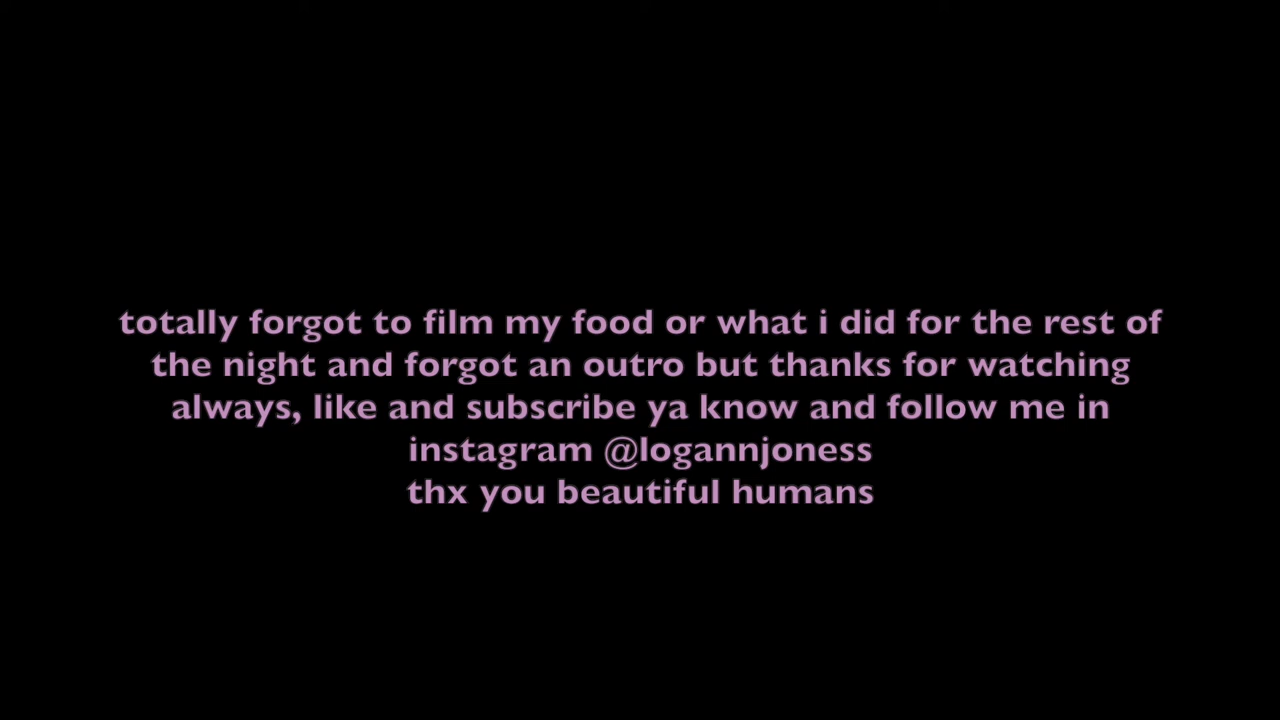 totally forgot to film my food or what i did for the rest of
the night and forgot an outro but thanks for watching
always, like and subscribe ya know and follow me in
instagram @logannjoness
thx you beautiful humans